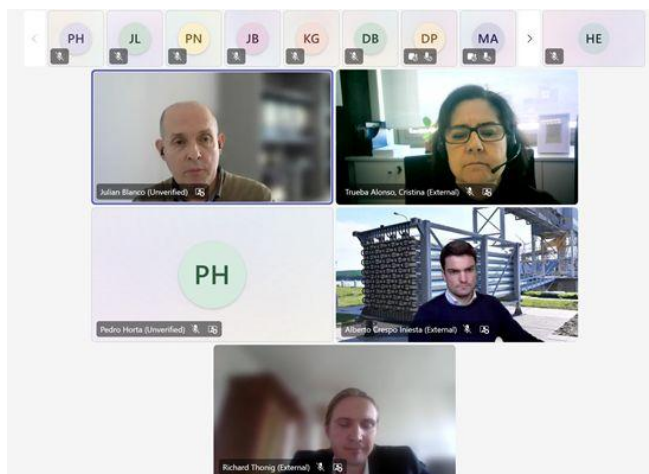 PH
JL
PN
JB
KG
DB
DP
MA
HE
Julian Blanco (Unverified)
Trueba Alonso, Cristina (External)
PH
Pedro Horta (Unverified)
Alberto Crespo Iniesta (External)
Richard Thonig (External)